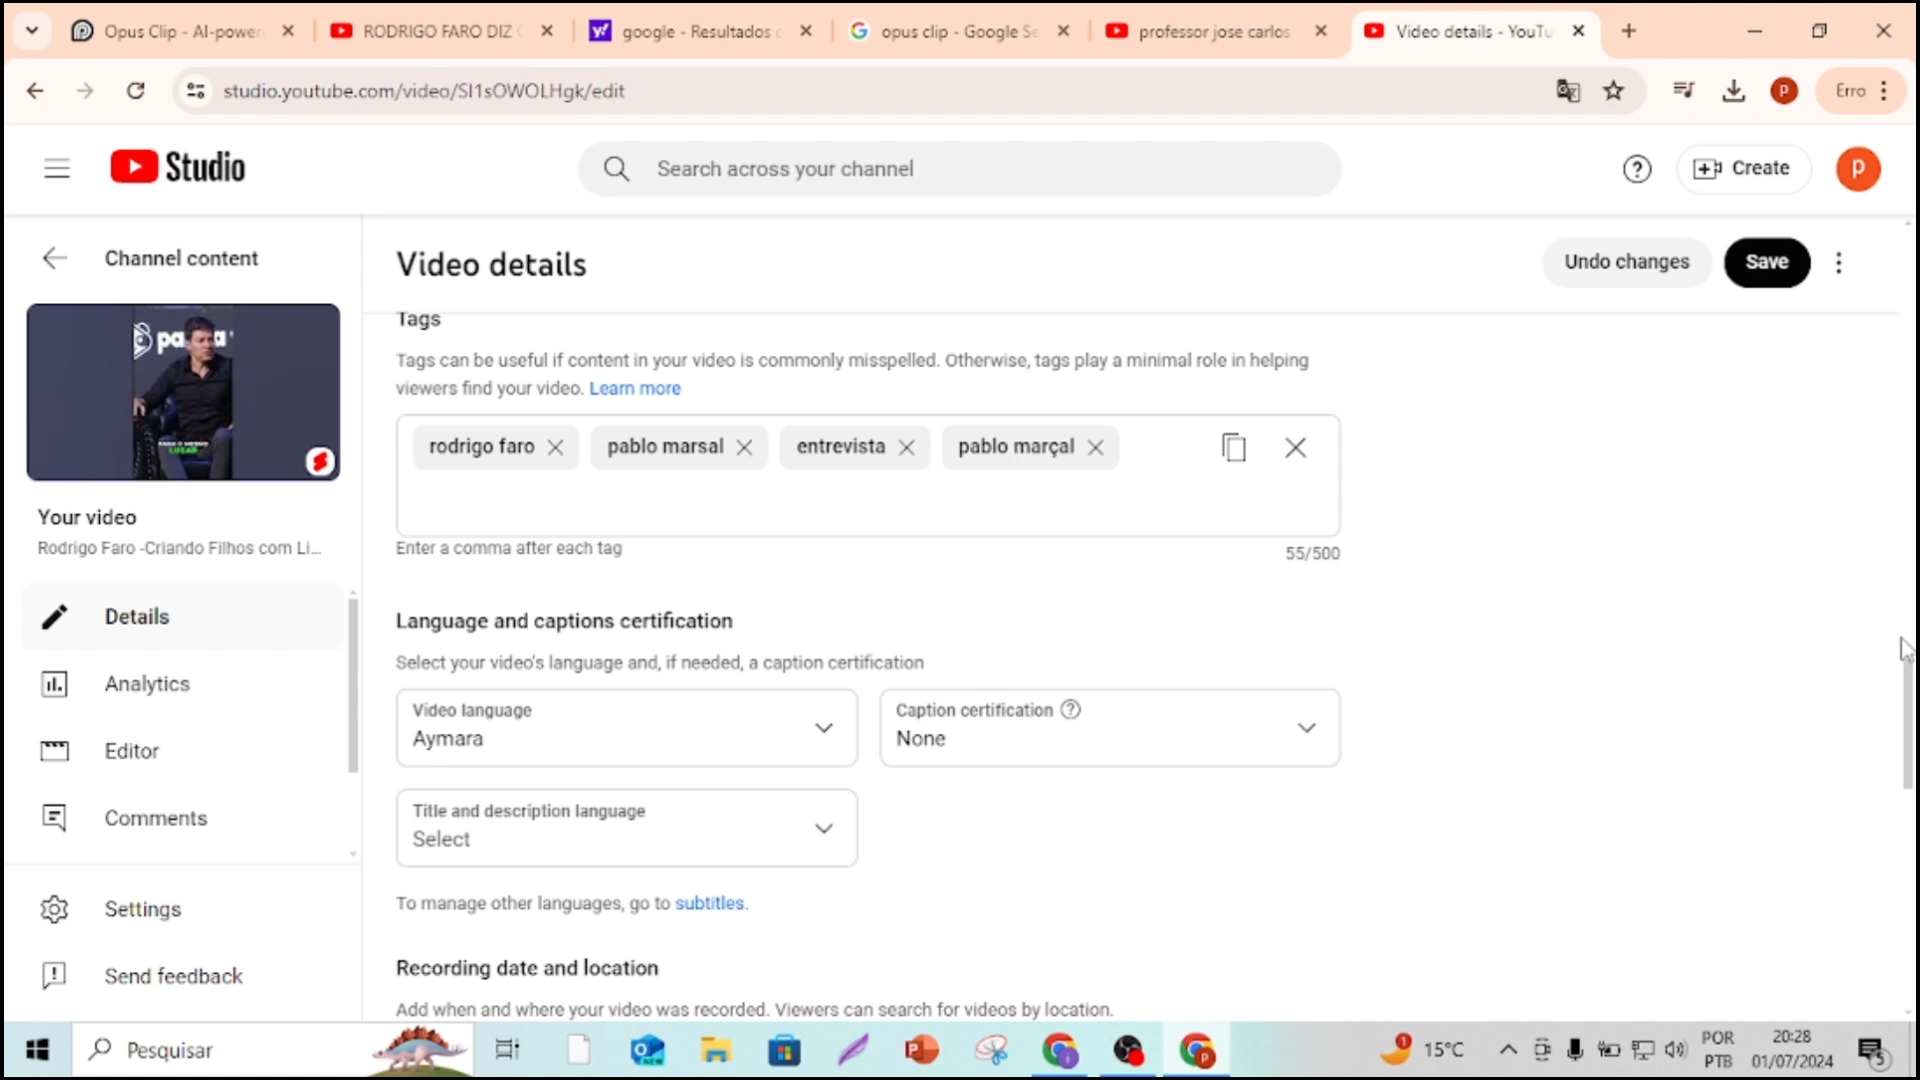 Opus Clip - AI-power
RODRIGO FARO DIZ
google - Resultados
opus clip - Google Se
professor jose carlos
Video details - YouTu
studio.youtube.com/video/SI1sOWOLHgk/edit
Erro
Studio
Search across your channel
Create
p
Channel content
Video details
Undo changes
Save
Your video
Rodrigo Faro -Criando Filhos com Li...
Details
Analytics
Editor
Comments
Settings
Send feedback
Tags
Tags can be useful if content in your video is commonly misspelled. Otherwise, tags play a minimal role in helping
viewers find your video. Learn more
rodrigo faro
pablo marsal
entrevista
pablo marçal
Enter a comma after each tag
55/500
Language and captions certification
Select your video's language and, if needed, a caption certification
Video language
Aymara
Caption certification
None
Title and description language
Select
To manage other languages, go to subtitles.
Recording date and location
Add when and where your video was recorded. Viewers can search for videos by location.
Pesquisar
15°C
POR
PTB
20:28
01/07/2024
5